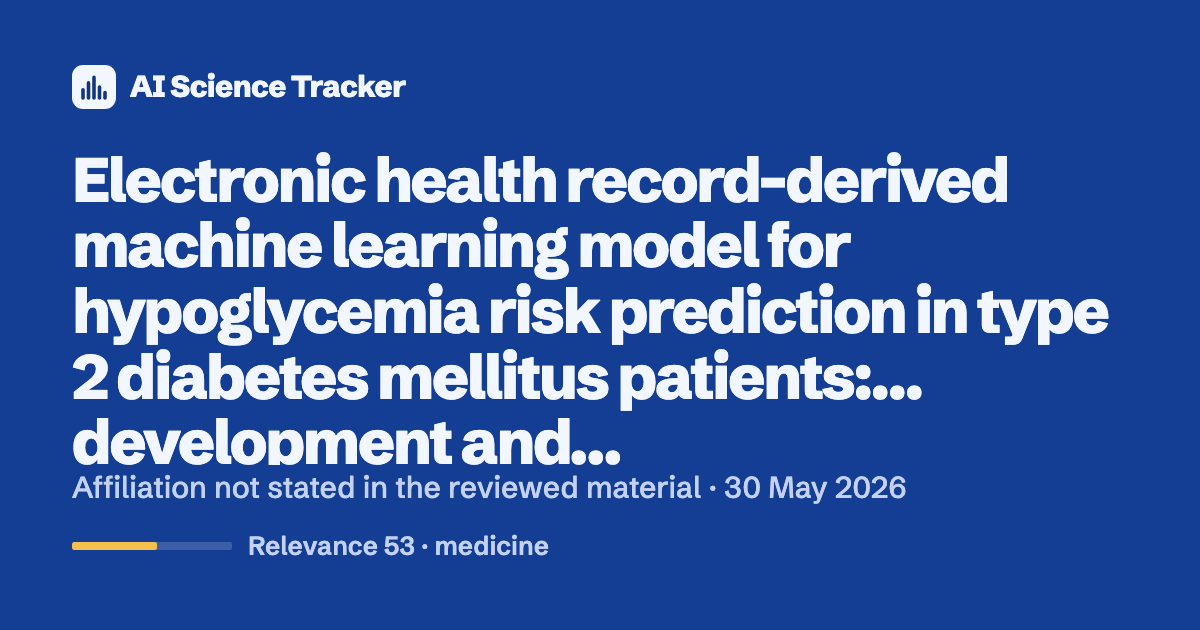 AI Science Tracker
Electronic health record-derived
machine learning model for
hypoglycemia risk prediction in type
2 diabetes mellitus patients:...
development and...
Affiliation not stated in the reviewed material · 30 May 2026
Relevance 53 · medicine